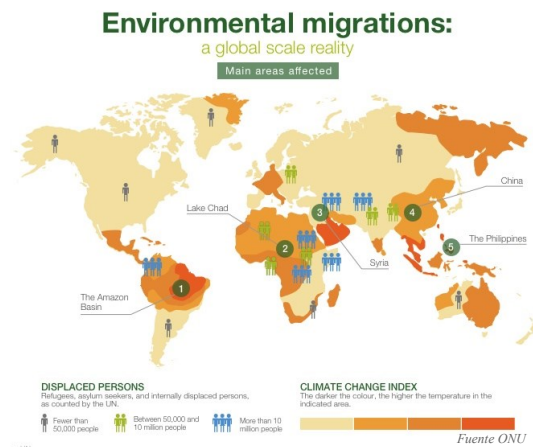 Environmental migrations:
a global scale reality
Main areas affected
China
Lake Chad
3
4
The Philippines
5
2
Syria
1
The Amazon
Basin
DISPLACED PERSONS
Refugees, asylum seekers, and internally displaced persons,
as counted by the UN.
Fewer than
50,000 people
Between 50,000 and
10 million people
More than 10
million people
CLIMATE CHANGE INDEX
The darker the colour, the higher the temperature in the
indicated area.
Fuente ONU